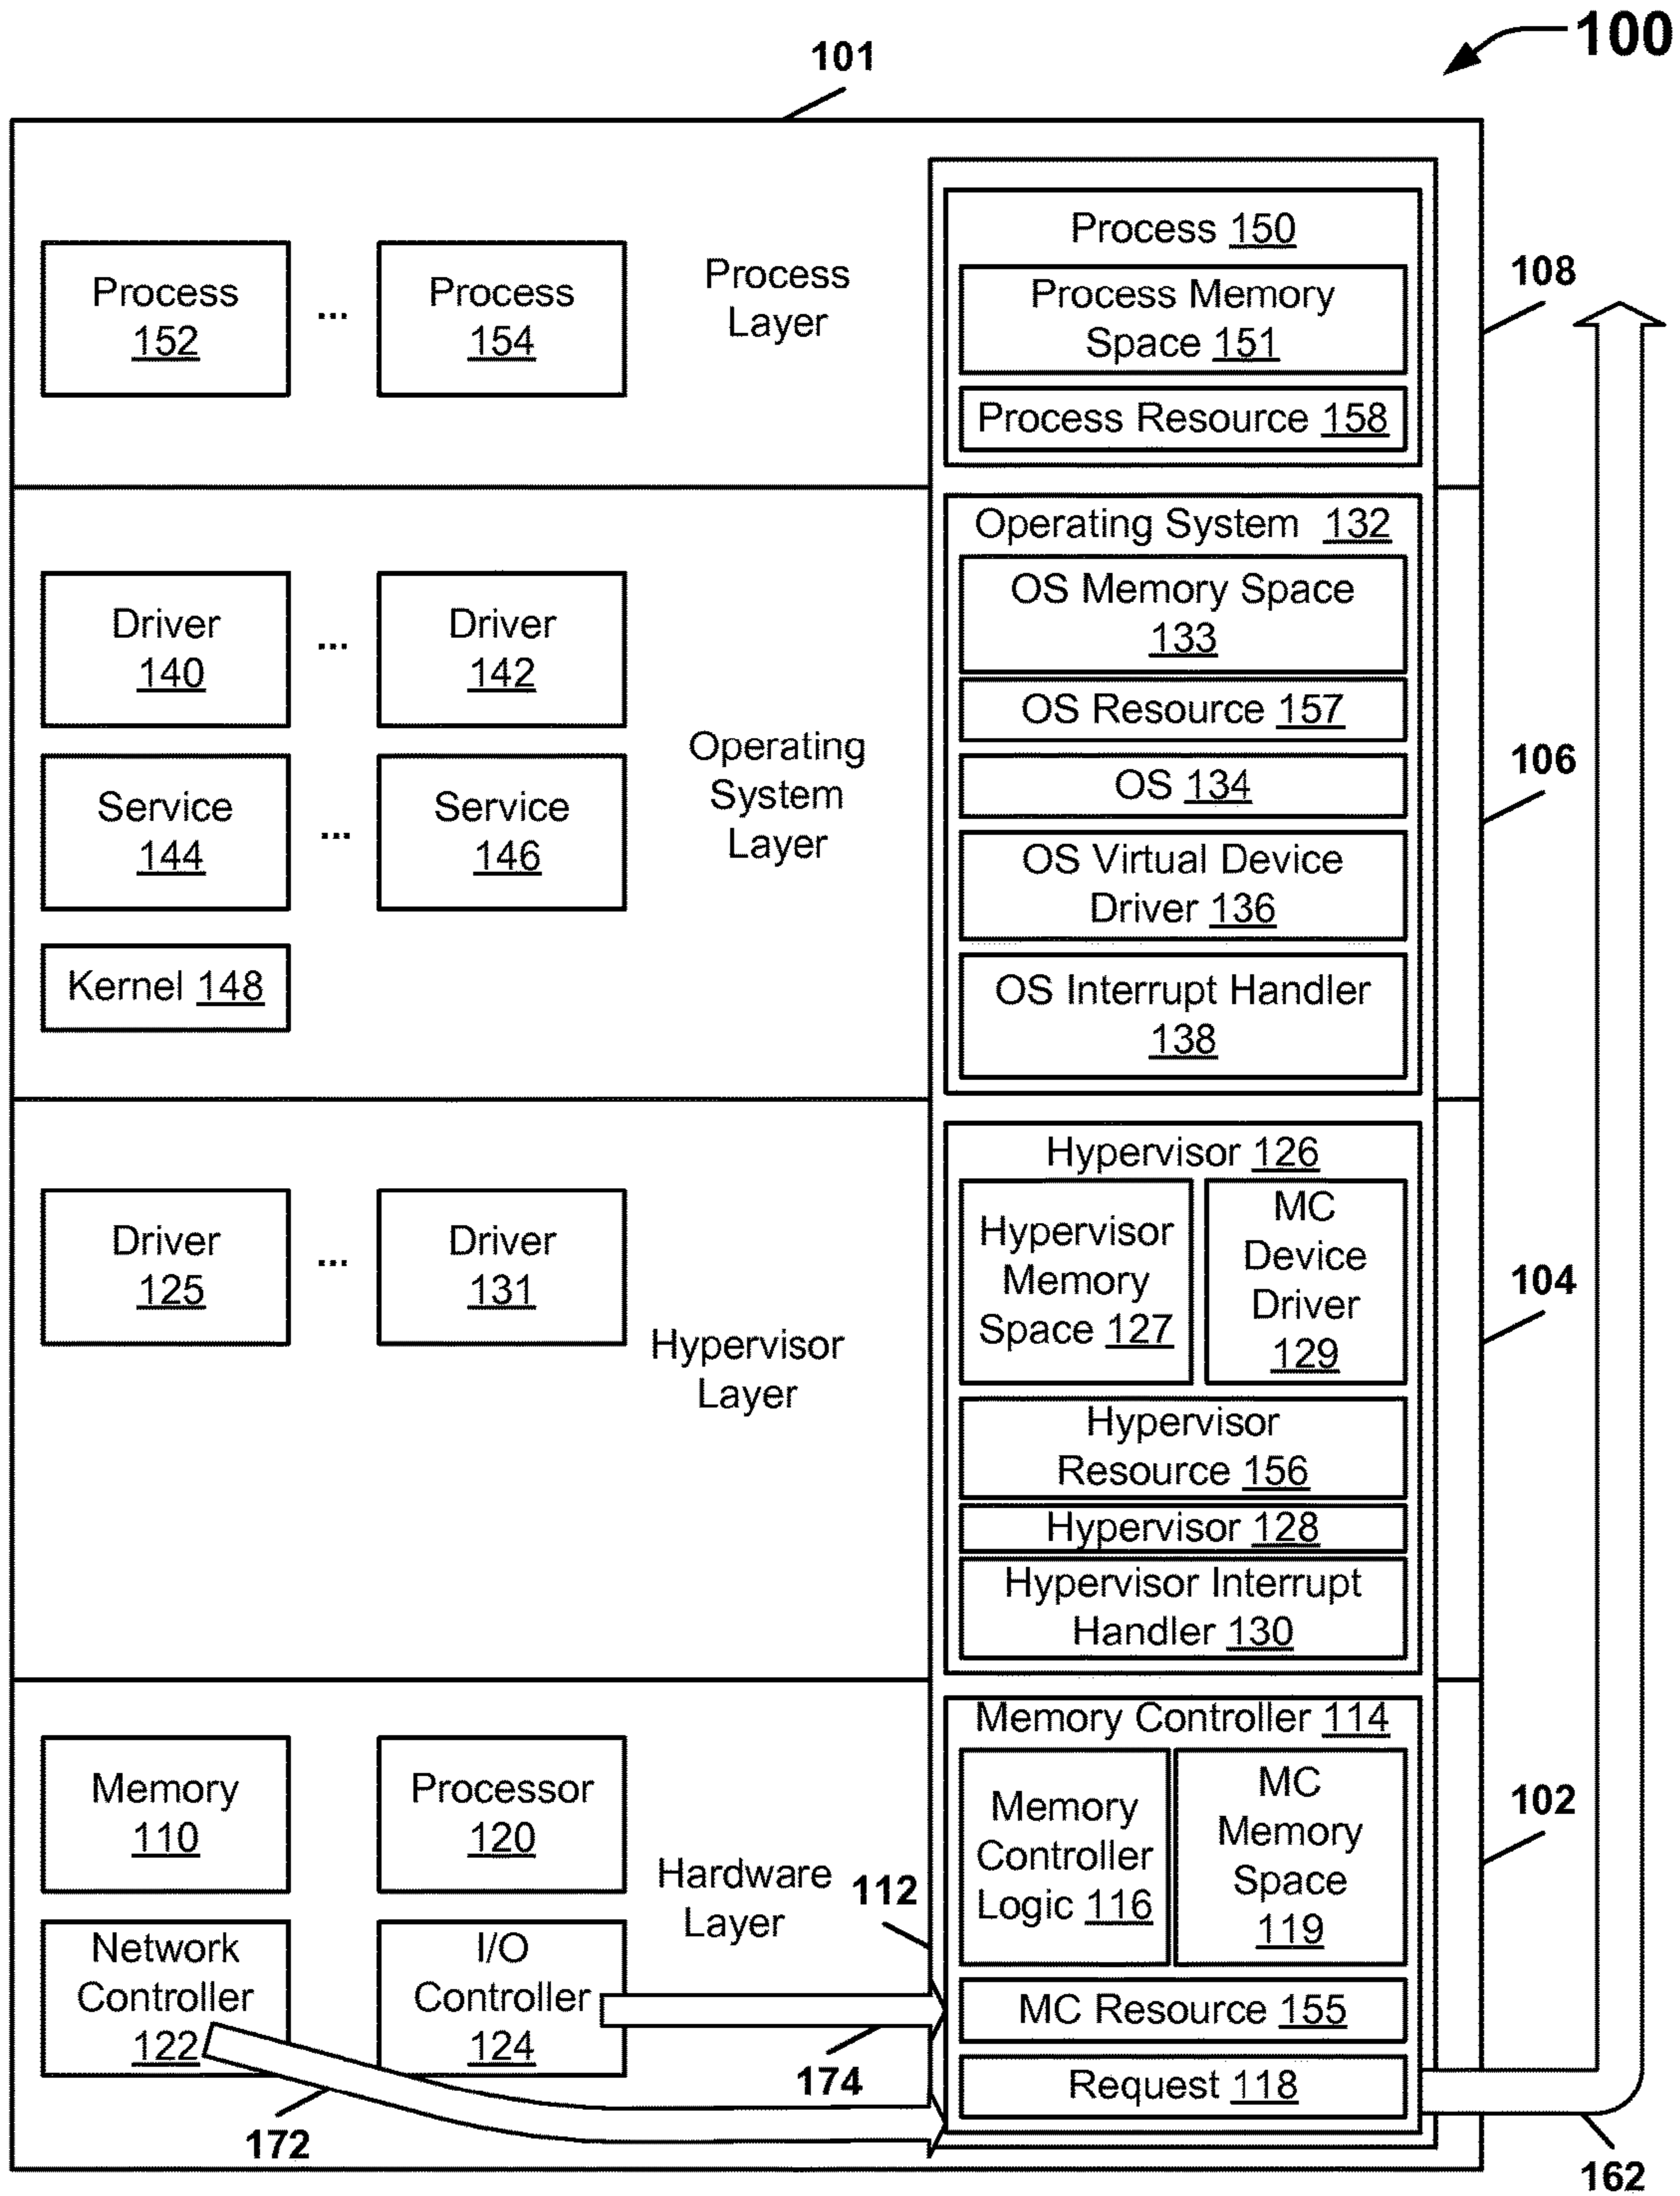 100
101
Process
152
...
Process
154
Process
Layer
Process 150
Process Memory
Space 151
Process Resource 158
108
Driver
140
...
Driver
142
Service
144
...
Service
146
Kernel 148
Operating
System
Layer
Operating System 132
OS Memory Space
133
OS Resource 157
OS 134
OS Virtual Device
Driver 136
OS Interrupt Handler
138
106
Driver
125
...
Driver
131
Hypervisor
Layer
Hypervisor 126
Hypervisor
Memory
Space 127
MC
Device
Driver
129
Hypervisor
Resource 156
Hypervisor 128
Hypervisor Interrupt
Handler 130
104
Memory
110
Processor
120
Network
Controller
122
I/O
Controller
124
Hardware
Layer
112
Memory Controller 114
Memory
Controller
Logic 116
MC
Memory
Space
119
MC Resource 155
Request 118
102
174
172
162